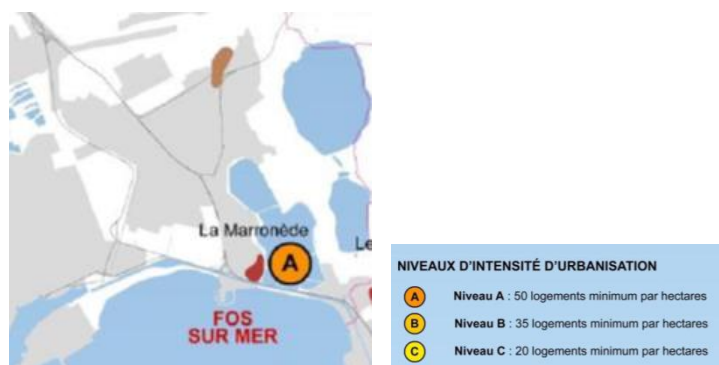 La Marronède
Le
A
FOS
SUR MER
NIVEAUX D'INTENSITÉ D'URBANISATION
A Niveau A : 50 logements minimum par hectares
B Niveau B : 35 logements minimum par hectares
C Niveau C : 20 logements minimum par hectares